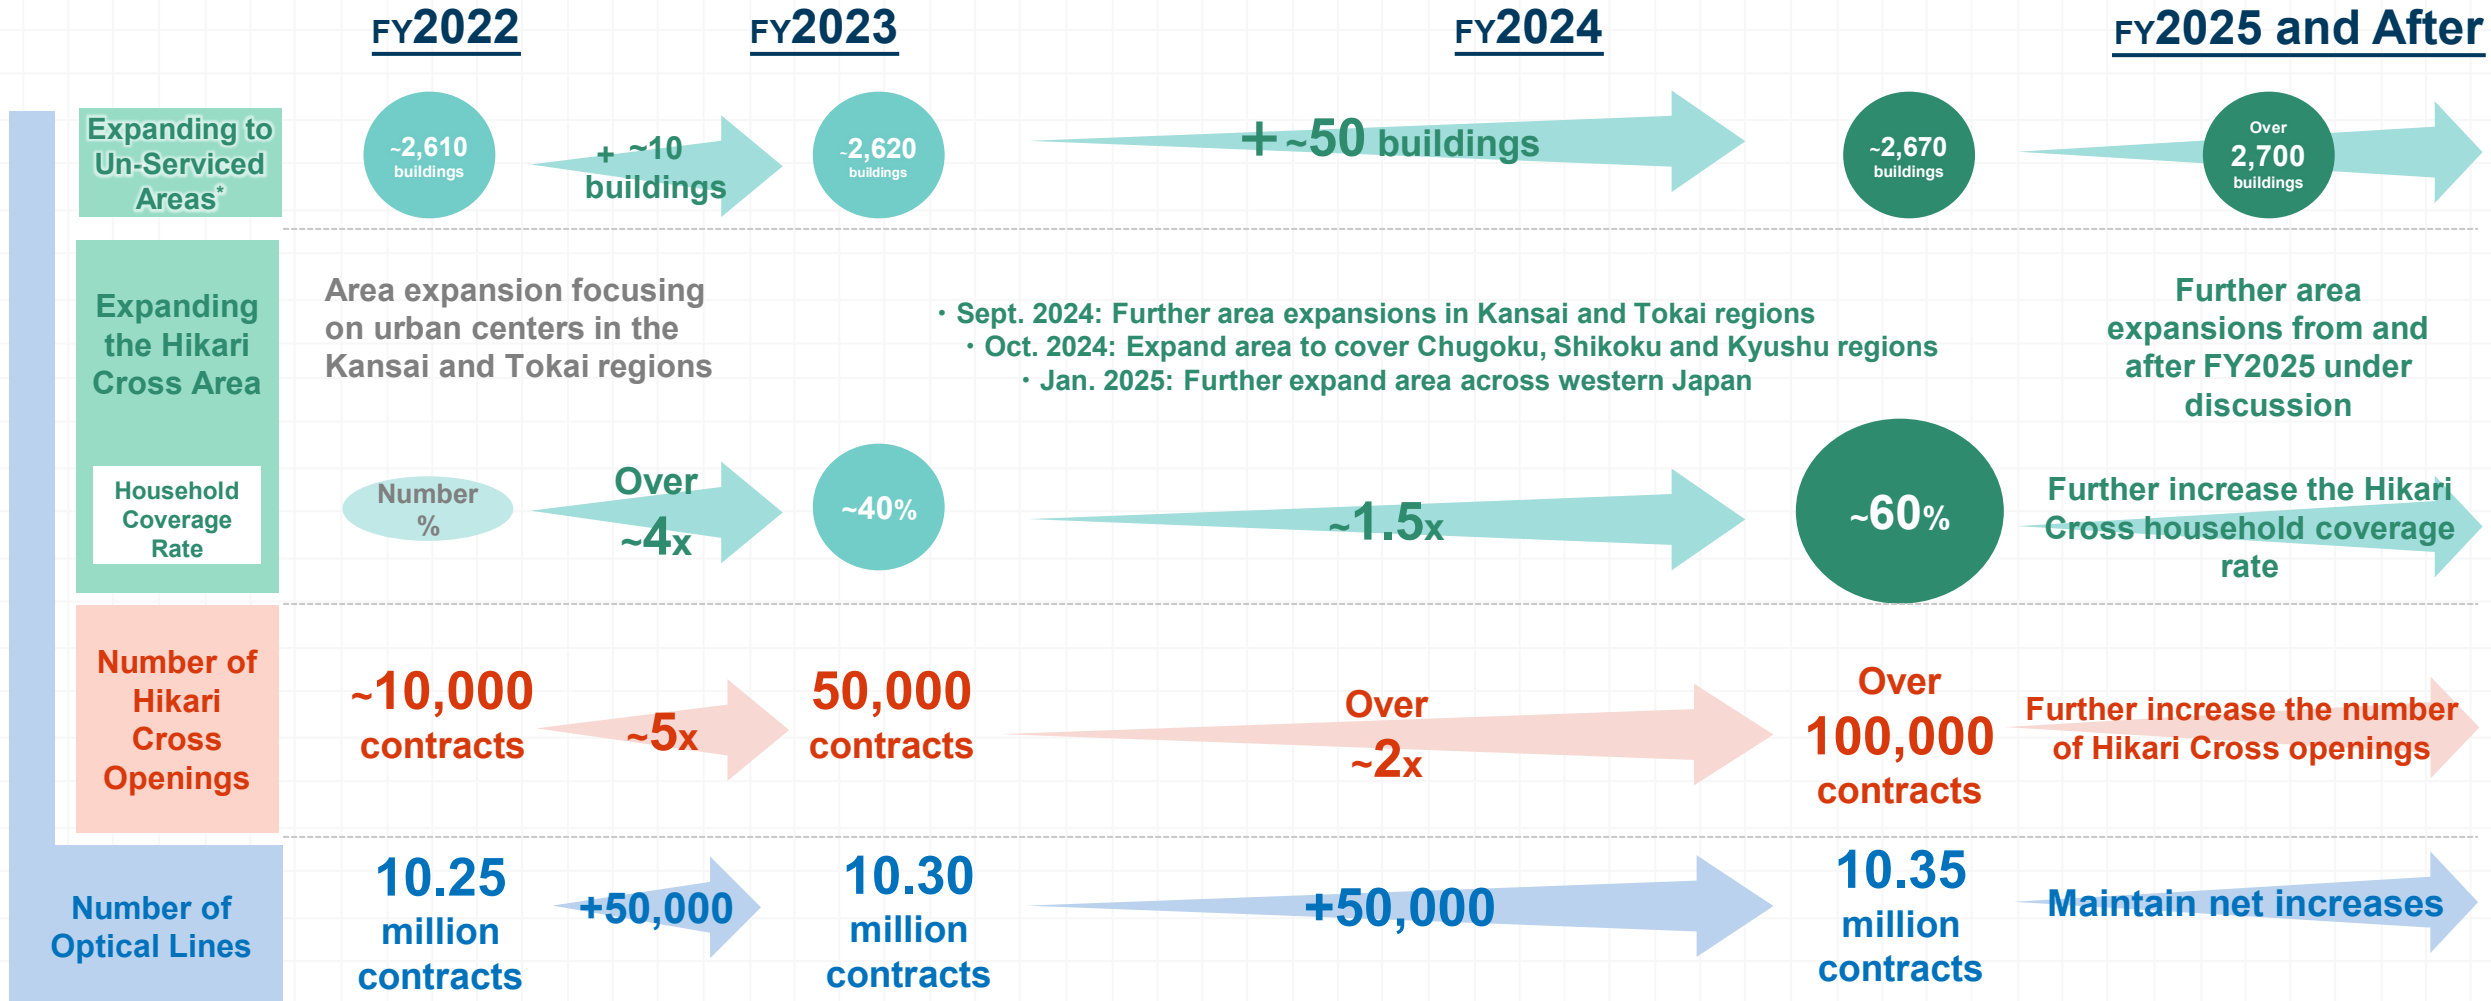 FY2022
FY2023
FY2024
FY2025 and After
Expanding to
Un-Serviced
Areas*
~2,610
buildings
+ ~10
buildings
~2,620
buildings
+~50 buildings
~2,670
buildings
Over
2,700
buildings
Expanding
the Hikari
Cross Area
Area expansion focusing
on urban centers in the
Kansai and Tokai regions
・Sept. 2024: Further area expansions in Kansai and Tokai regions
・Oct. 2024: Expand area to cover Chugoku, Shikoku and Kyushu regions
・Jan. 2025: Further expand area across western Japan
Further area
expansions from and
after FY2025 under
discussion
Household
Coverage
Rate
Number
%
Over
~4x
~40%
~1.5x
~60%
Further increase the Hikari
Cross household coverage
rate
Number of
Hikari
Cross
Openings
~10,000
contracts
~5x
50,000
contracts
Over
~2x
Over
100,000
contracts
Further increase the number
of Hikari Cross openings
Number of
Optical Lines
10.25
million
contracts
+50,000
10.30
million
contracts
+50,000
10.35
million
contracts
Maintain net increases